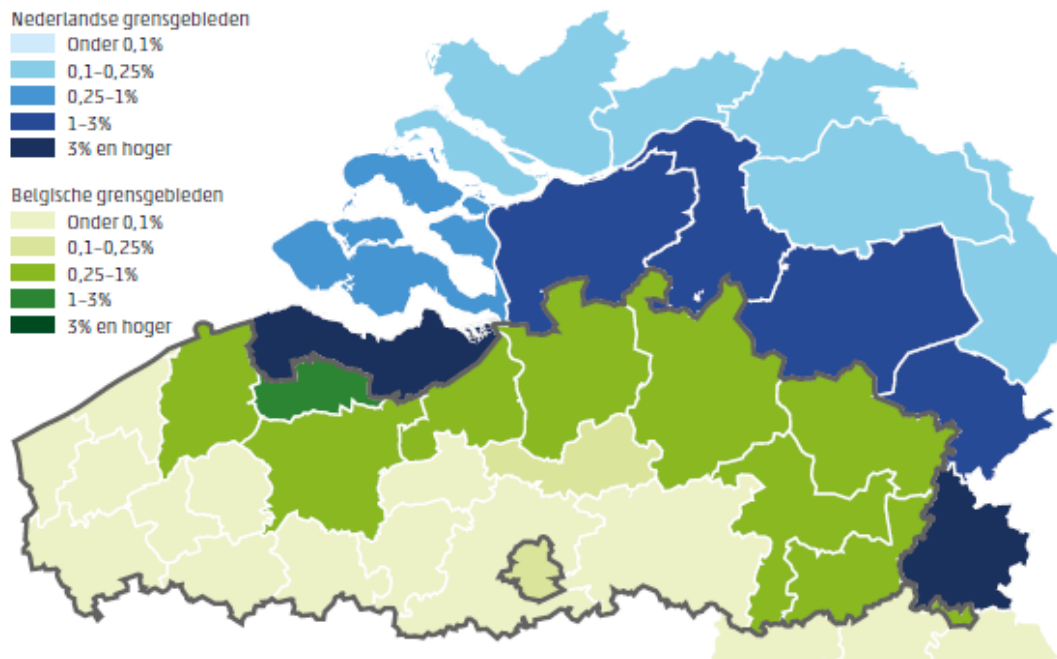 Nederlandse grensgebieden
Onder 0,1%
0,1–0,25%
0,25–1%
1–3%
3% en hoger
Belgische grensgebieden
Onder 0,1%
0,1–0,25%
0,25–1%
1–3%
3% en hoger